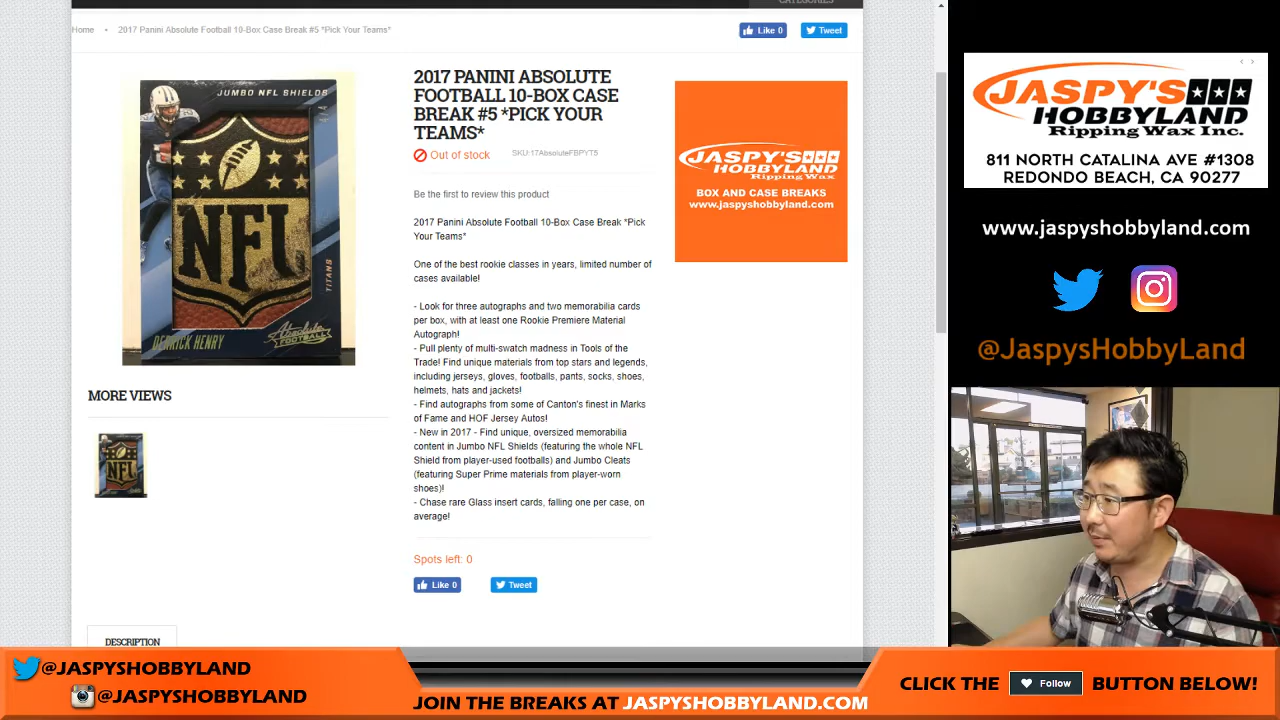 CATEGORIES
Home • 2017 Panini Absolute Football 10-Box Case Break #5 *Pick Your Teams*
Like 0
Tweet
JUMBO NFL SHIELDS
NFL
TITANS
DERRICK HENRY
Absolute
FOOTBALL
2017 PANINI ABSOLUTE
FOOTBALL 10-BOX CASE
BREAK #5 *PICK YOUR
TEAMS*
Out of stock
SKU:17AbsoluteFBPYT5
Be the first to review this product
2017 Panini Absolute Football 10-Box Case Break *Pick
Your Teams*
One of the best rookie classes in years, limited number of
cases available!
- Look for three autographs and two memorabilia cards
per box, with at least one Rookie Premiere Material
Autograph!
- Pull plenty of multi-swatch madness in Tools of the
Trade! Find unique materials from top stars and legends,
including jerseys, gloves, footballs, pants, socks, shoes,
helmets, hats and jackets!
- Find autographs from some of Canton's finest in Marks
of Fame and HOF Jersey Autos!
- New in 2017 - Find unique, oversized memorabilia
content in Jumbo NFL Shields (featuring the whole NFL
Shield from player-used footballs) and Jumbo Cleats
(featuring Super Prime materials from player-worn
shoes)!
- Chase rare Glass insert cards, falling one per case, on
average!
Spots left: 0
Like 0
Tweet
MORE VIEWS
NFL
DESCRIPTION
JASPY'S
HOBBYLAND
Ripping Wax
BOX AND CASE BREAKS
www.jaspyshobbyland.com
JASPY'S
HOBBYLAND
Ripping Wax Inc.
811 NORTH CATALINA AVE #1308
REDONDO BEACH, CA 90277
www.jaspyshobbyland.com
@JaspysHobbyLand
@JASPYSHOBBYLAND
@JASPYSHOBBYLAND
JOIN THE BREAKS AT JASPYSHOBBYLAND.COM
CLICK THE Follow BUTTON BELOW!